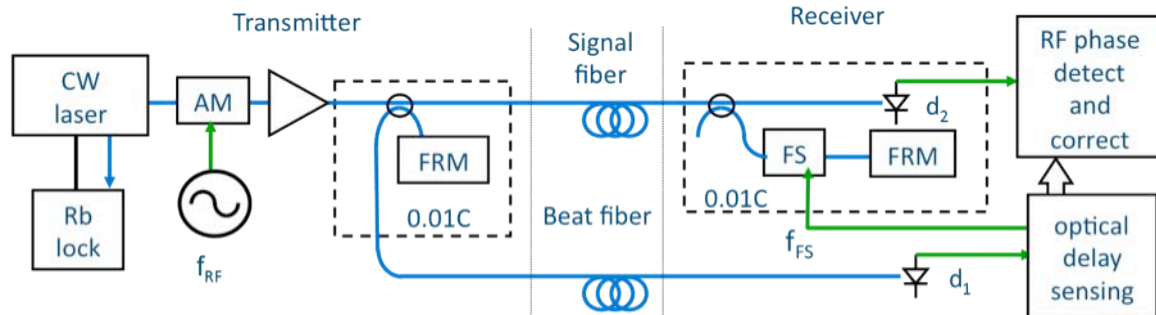 Transmitter
Receiver
Signal
fiber
RF phase
detect
and
correct
CW
laser
AM
d2
FRM
FS
FRM
0.01C
0.01C
Rb
lock
fRF
Beat fiber
fFS
optical
delay
sensing
d1